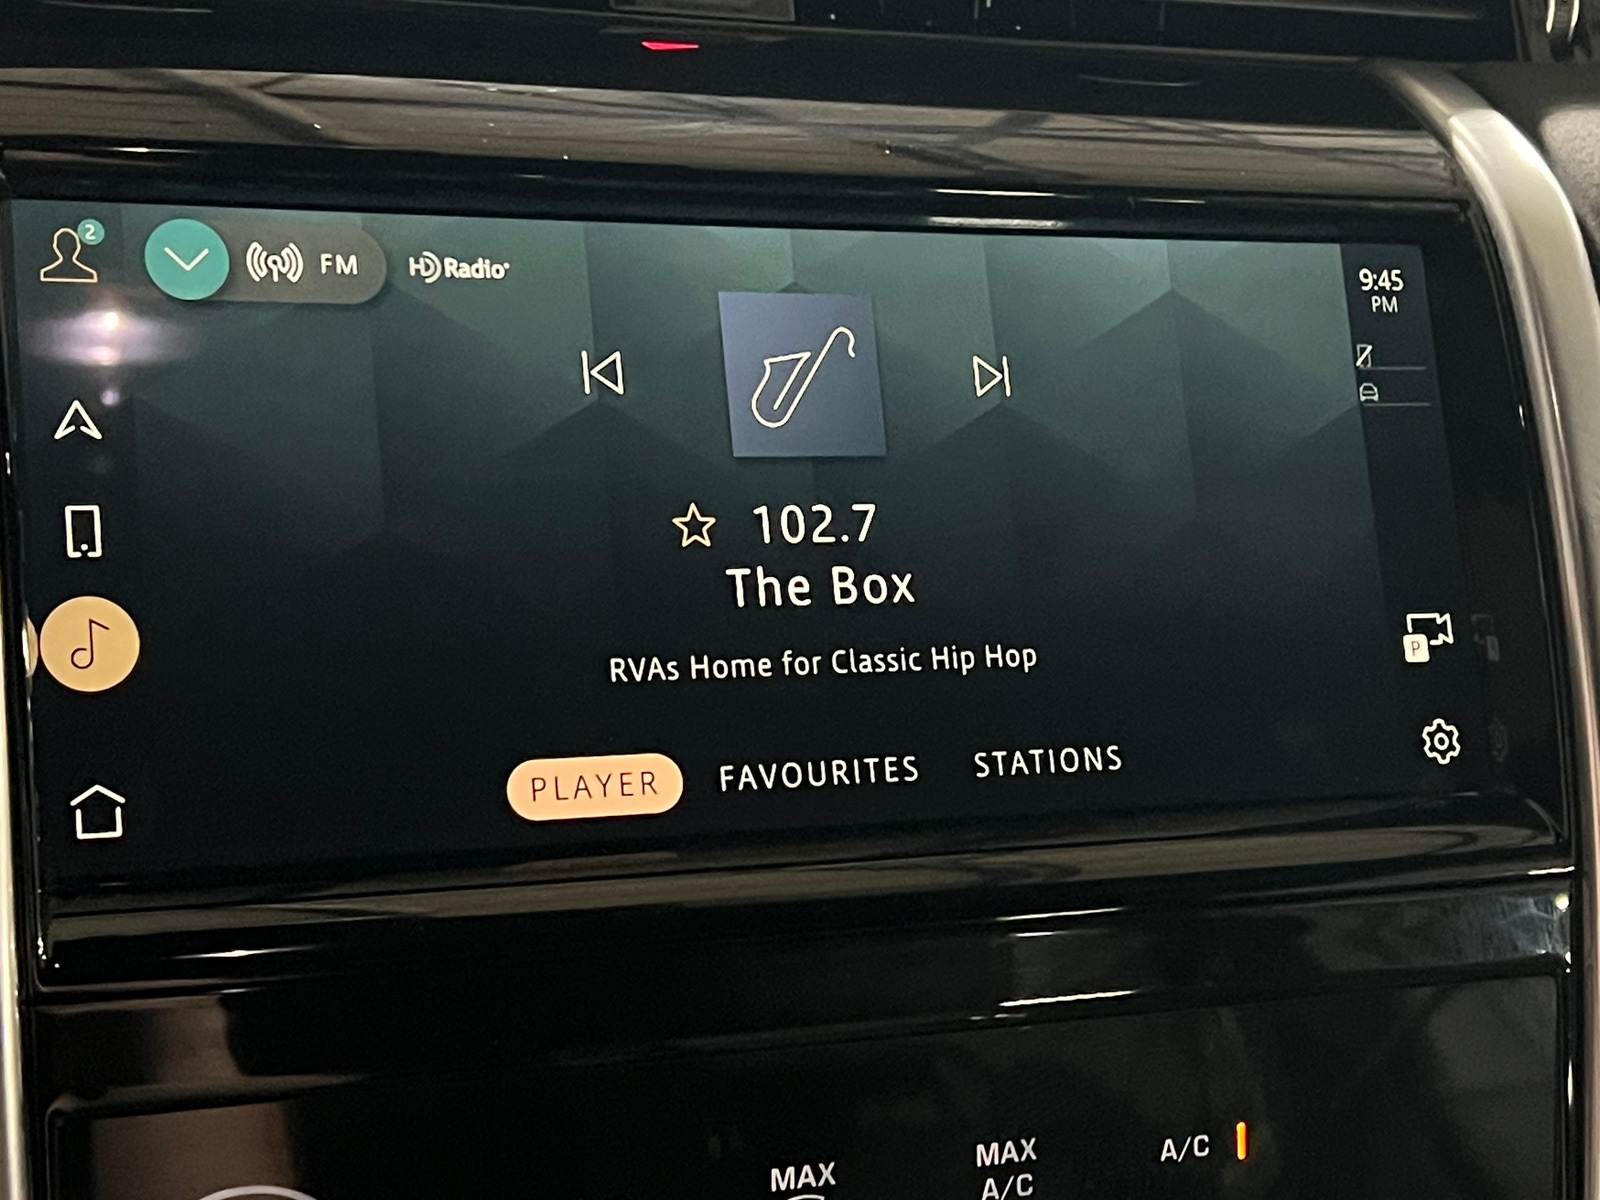 2
FM
HD Radio
9:45
PM
102.7
The Box
RVAs Home for Classic Hip Hop
P
PLAYER
FAVOURITES
STATIONS
MAX
MAX
A/C
A/C